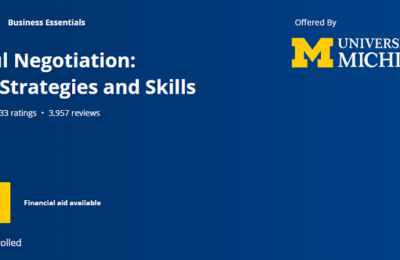 Business Essentials
Offered By
Negotiation:
Strategies and Skills
33 ratings • 3,957 reviews
M UNIVERS
MICHI
Financial aid available
olled